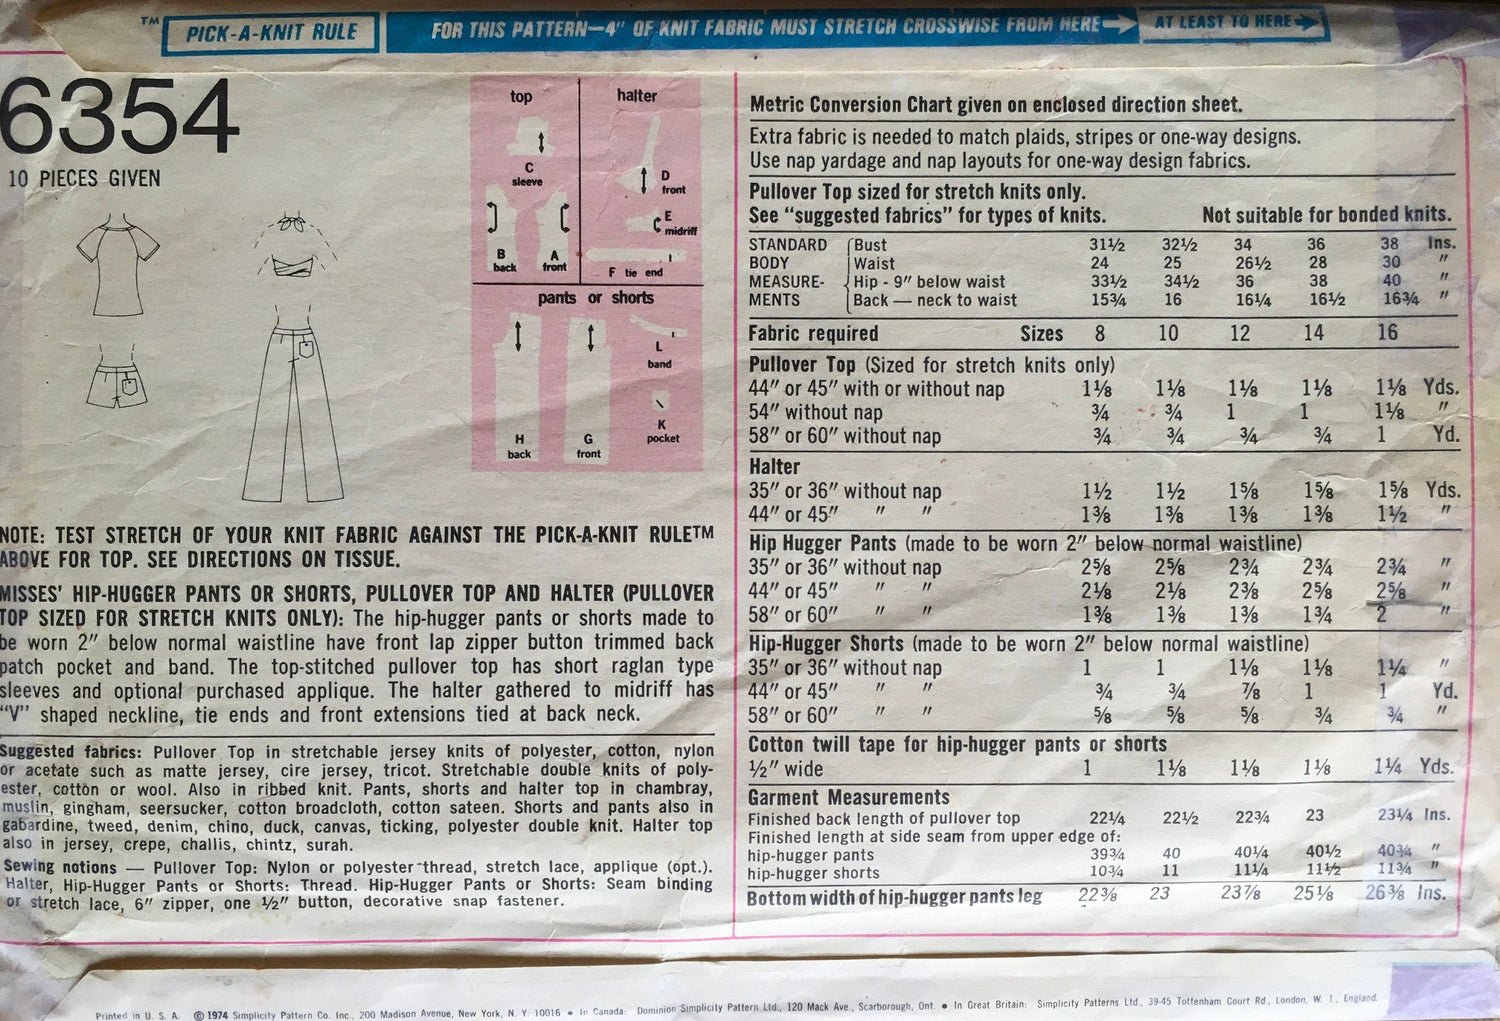 ™ PICK-A-KNIT RULE FOR THIS PATTERN—4" OF KNIT FABRIC MUST STRETCH CROSSWISE FROM HERE AT LEAST TO HERE
6354
10 PIECES GIVEN
top
C
sleeve
B
back
A
front
halter
D
front
E
midriff
F tie end
pants or shorts
H
back
G
front
L
band
K
pocket
NOTE: TEST STRETCH OF YOUR KNIT FABRIC AGAINST THE PICK-A-KNIT RULE™
ABOVE FOR TOP. SEE DIRECTIONS ON TISSUE.
MISSES' HIP-HUGGER PANTS OR SHORTS, PULLOVER TOP AND HALTER (PULLOVER
TOP SIZED FOR STRETCH KNITS ONLY): The hip-hugger pants or shorts made to
be worn 2" below normal waistline have front lap zipper button trimmed back
patch pocket and band. The top-stitched pullover top has short raglan type
sleeves and optional purchased applique. The halter gathered to midriff has
"V" shaped neckline, tie ends and front extensions tied at back neck.
Suggested fabrics: Pullover Top in stretchable jersey knits of polyester, cotton, nylon
or acetate such as matte jersey, cire jersey, tricot. Stretchable double knits of poly-
ester, cotton or wool. Also in ribbed knit. Pants, shorts and halter top in chambray,
muslin, gingham, seersucker, cotton broadcloth, cotton sateen. Shorts and pants also in
gabardine, tweed, denim, chino, duck, canvas, ticking, polyester double knit. Halter top
also in jersey, crepe, challis, chintz, surah.
Sewing notions — Pullover Top: Nylon or polyester thread, stretch lace, applique (opt.).
Halter, Hip-Hugger Pants or Shorts: Thread. Hip-Hugger Pants or Shorts: Seam binding
or stretch lace, 6" zipper, one ½" button, decorative snap fastener.
Metric Conversion Chart given on enclosed direction sheet.
Extra fabric is needed to match plaids, stripes or one-way designs.
Use nap yardage and nap layouts for one-way design fabrics.
Pullover Top sized for stretch knits only.
See "suggested fabrics" for types of knits. Not suitable for bonded knits.
STANDARD Bust 31½ 32½ 34 36 38 Ins.
BODY Waist 24 25 26½ 28 30 "
MEASURE- Hip - 9" below waist 33½ 34½ 36 38 40 "
MENTS Back — neck to waist 15¾ 16 16¼ 16½ 16¾ "
Fabric required Sizes 8 10 12 14 16
Pullover Top (Sized for stretch knits only)
44" or 45" with or without nap 1⅛ 1⅛ 1⅛ 1⅛ 1⅛ Yds.
54" without nap ¾ ¾ 1 1 1⅛ "
58" or 60" without nap ¾ ¾ ¾ ¾ 1 Yd.
Halter
35" or 36" without nap 1½ 1½ 1⅝ 1⅝ 1⅝ Yds.
44" or 45" " " 1⅜ 1⅜ 1⅜ 1⅜ 1½ "
Hip Hugger Pants (made to be worn 2" below normal waistline)
35" or 36" without nap 2⅝ 2⅝ 2¾ 2¾ 2¾ "
44" or 45" " " 2⅛ 2⅛ 2⅜ 2⅝ 2⅝ "
58" or 60" " " 1⅜ 1⅜ 1⅜ 1¾ 2 "
Hip-Hugger Shorts (made to be worn 2" below normal waistline)
35" or 36" without nap 1 1 1⅛ 1⅛ 1¼ "
44" or 45" " " ¾ ¾ ⅞ 1 1 Yd.
58" or 60" " " ⅝ ⅝ ⅝ ¾ ¾ "
Cotton twill tape for hip-hugger pants or shorts
½" wide 1 1⅛ 1⅛ 1⅛ 1¼ Yds.
Garment Measurements
Finished back length of pullover top 22¼ 22½ 22¾ 23 23¼ Ins.
Finished length at side seam from upper edge of:
hip-hugger pants 39¾ 40 40¼ 40½ 40¾ "
hip-hugger shorts 10¾ 11 11¼ 11½ 11¾ "
Bottom width of hip-hugger pants leg 22⅜ 23 23⅞ 25⅛ 26⅜ Ins.
Printed in U. S. A. © 1974 Simplicity Pattern Co. Inc., 200 Madison Avenue, New York, N. Y. 10016 • In Canada: Dominion Simplicity Pattern Ltd., 120 Mack Ave., Scarborough, Ont. • In Great Britain: Simplicity Patterns Ltd., 39-45 Tottenham Court Rd., London, W. 1., England.